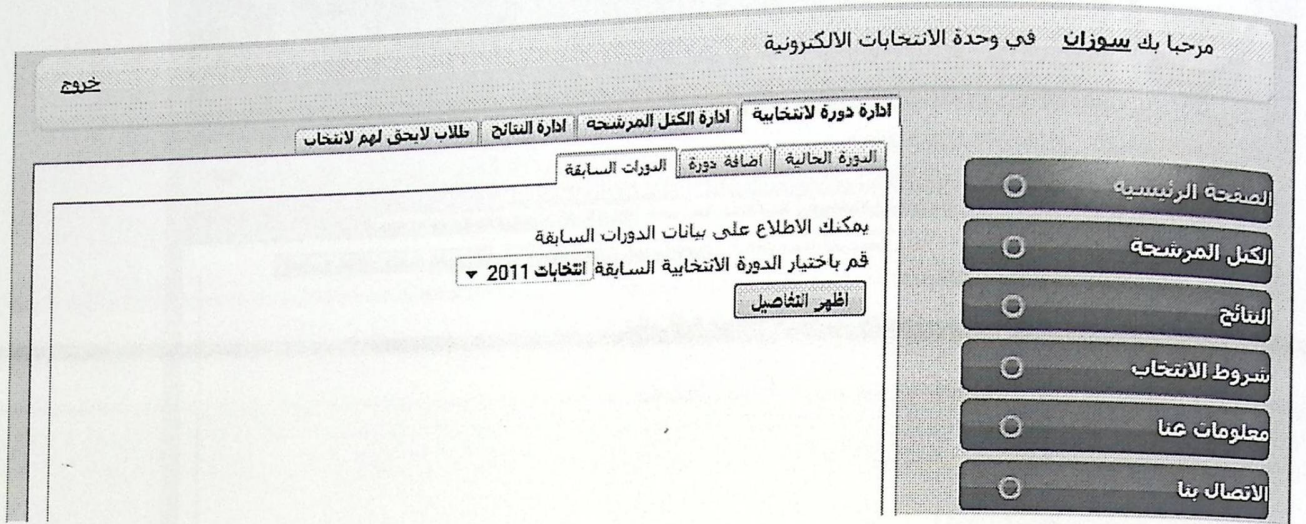 مرحبا بك سوزان في وحدة الانتخابات الالكترونية
خروج
ادارة دورة لانتخابية ادارة الكتل المرشحه ادارة النتائج طلاب لايحق لهم لانتخاب
الدورة الحالية اضافة دورة الدورات السابقة
يمكنك الاطلاع على بيانات الدورات السابقة
قم باختيار الدورة الانتخابية السابقة انتخابات 2011
اظهر التفاصيل
الصفحة الرئيسيه
الكتل المرشحة
النتائج
شروط الانتخاب
معلومات عنا
الاتصال بنا